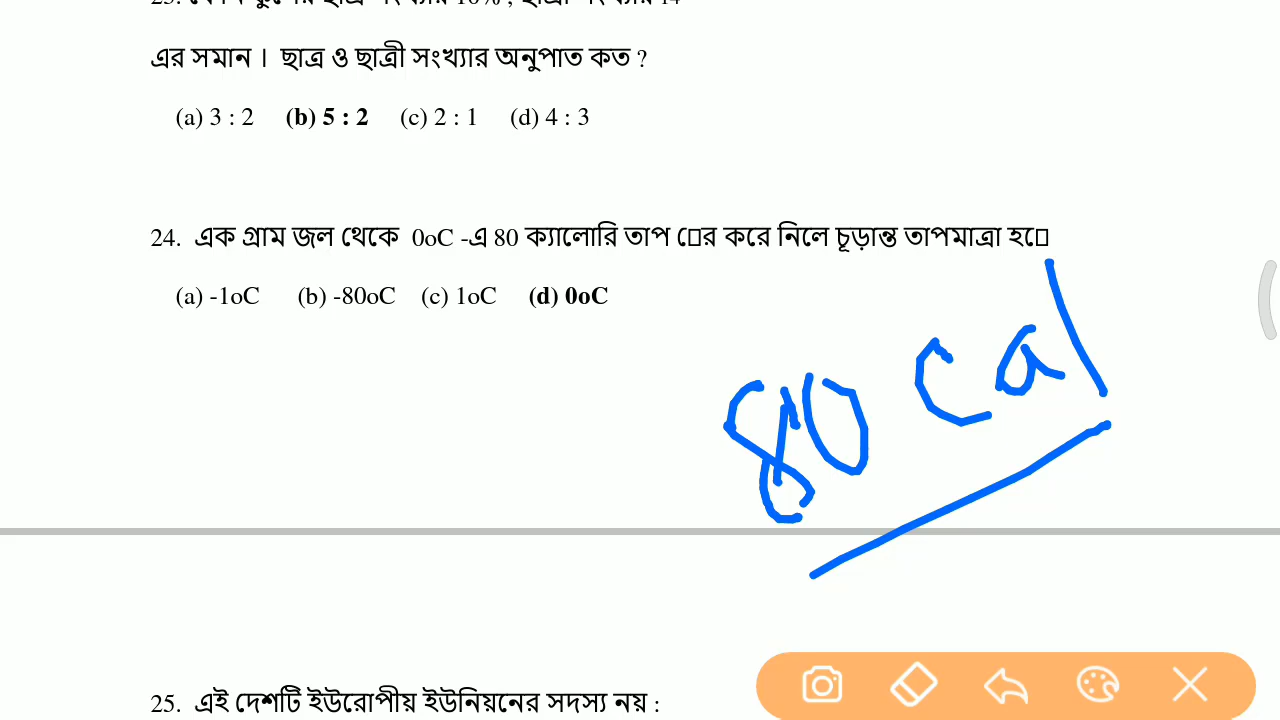 এর সমান । ছাত্র ও ছাত্রী সংখ্যার অনুপাত কত ?
(a) 3 : 2 (b) 5 : 2 (c) 2 : 1 (d) 4 : 3
24. এক গ্রাম জল থেকে 0oC -এ 80 ক্যালোরি তাপ ে□র করে নিলে চূড়ান্ত তাপমাত্রা হবে□
(a) -1oC (b) -80oC (c) 1oC (d) 0oC
80 cal
25. এই দেশটি ইউরোপীয় ইউনিয়নের সদস্য নয় :